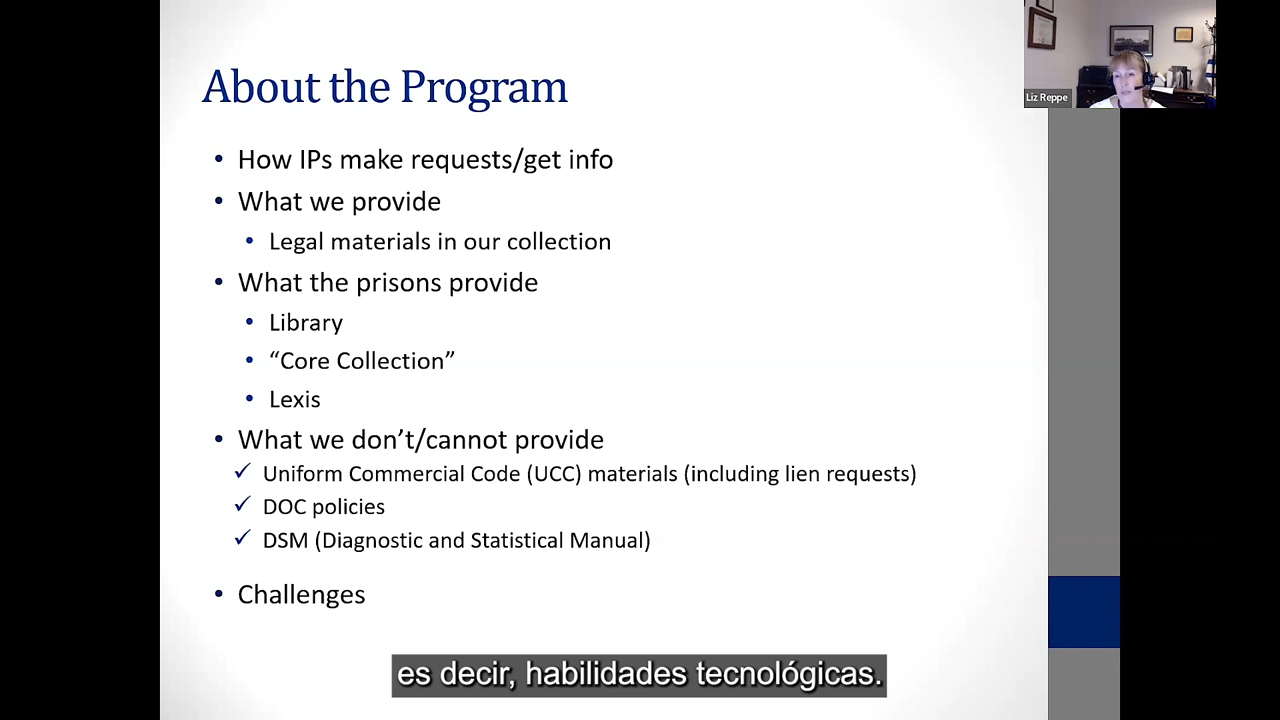 About the Program
Liz Reppe
• How IPs make requests/get info
• What we provide
• Legal materials in our collection
• What the prisons provide
• Library
• “Core Collection”
• Lexis
• What we don’t/cannot provide
✓ Uniform Commercial Code (UCC) materials (including lien requests)
✓ DOC policies
✓ DSM (Diagnostic and Statistical Manual)
• Challenges
es decir, habilidades tecnológicas.